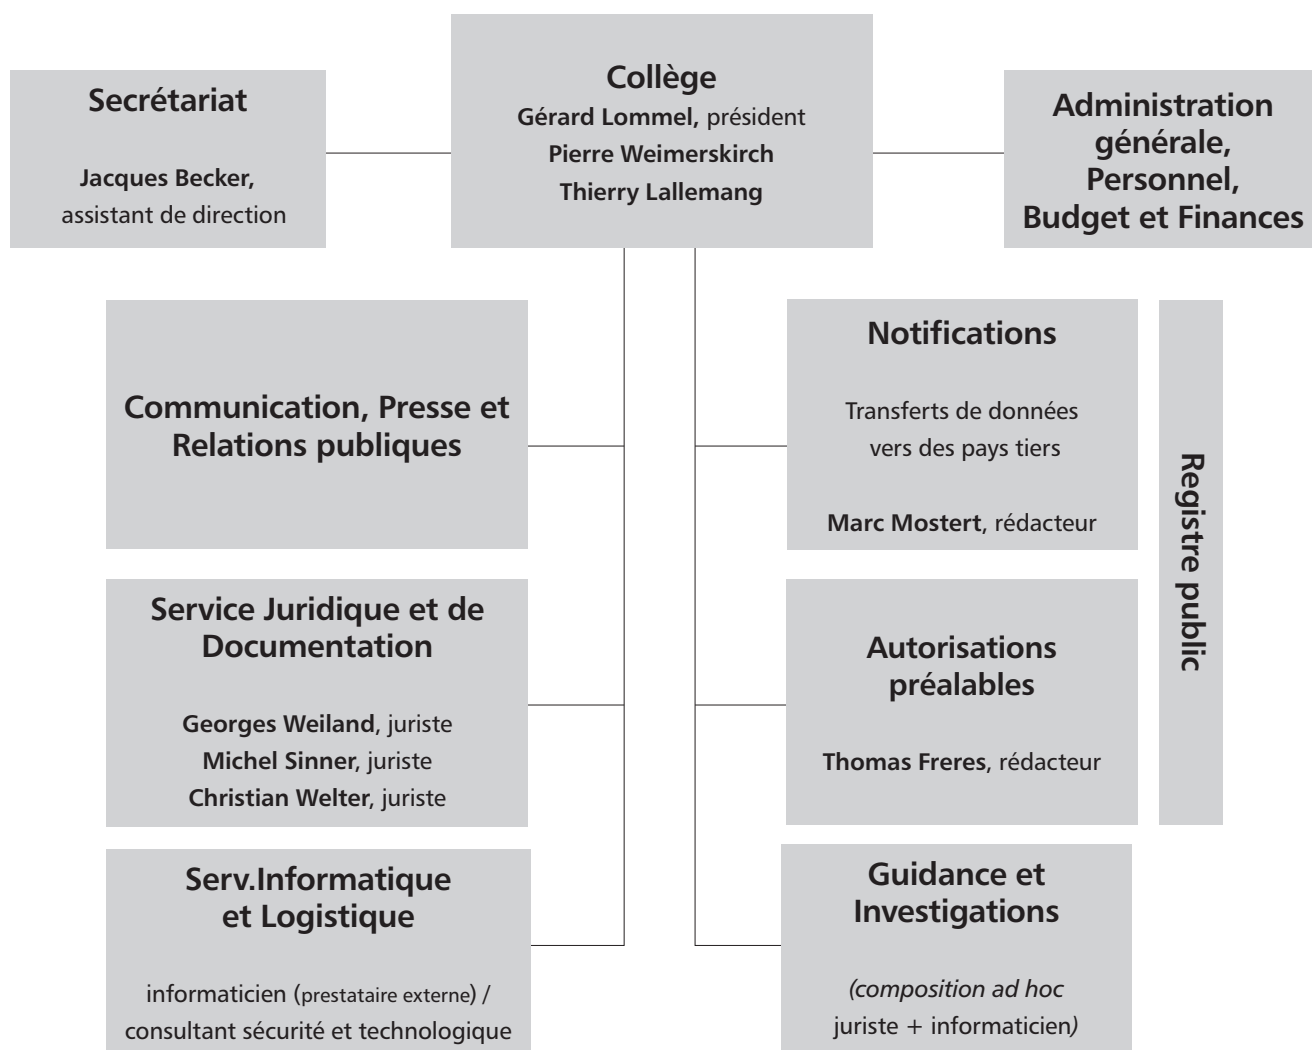 Secrétariat
Jacques Becker,
assistant de direction
Collège
Gérard Lommel, président
Pierre Weimerskirch
Thierry Lallemang
Administration
générale,
Personnel,
Budget et Finances
Communication, Presse et
Relations publiques
Notifications
Transferts de données
vers des pays tiers
Marc Mostert, rédacteur
Registre public
Service Juridique et de
Documentation
Georges Weiland, juriste
Michel Sinner, juriste
Christian Welter, juriste
Autorisations
préalables
Thomas Freres, rédacteur
Serv.Informatique
et Logistique
informaticien (prestataire externe) /
consultant sécurité et technologique
Guidance et
Investigations
(composition ad hoc
juriste + informaticien)